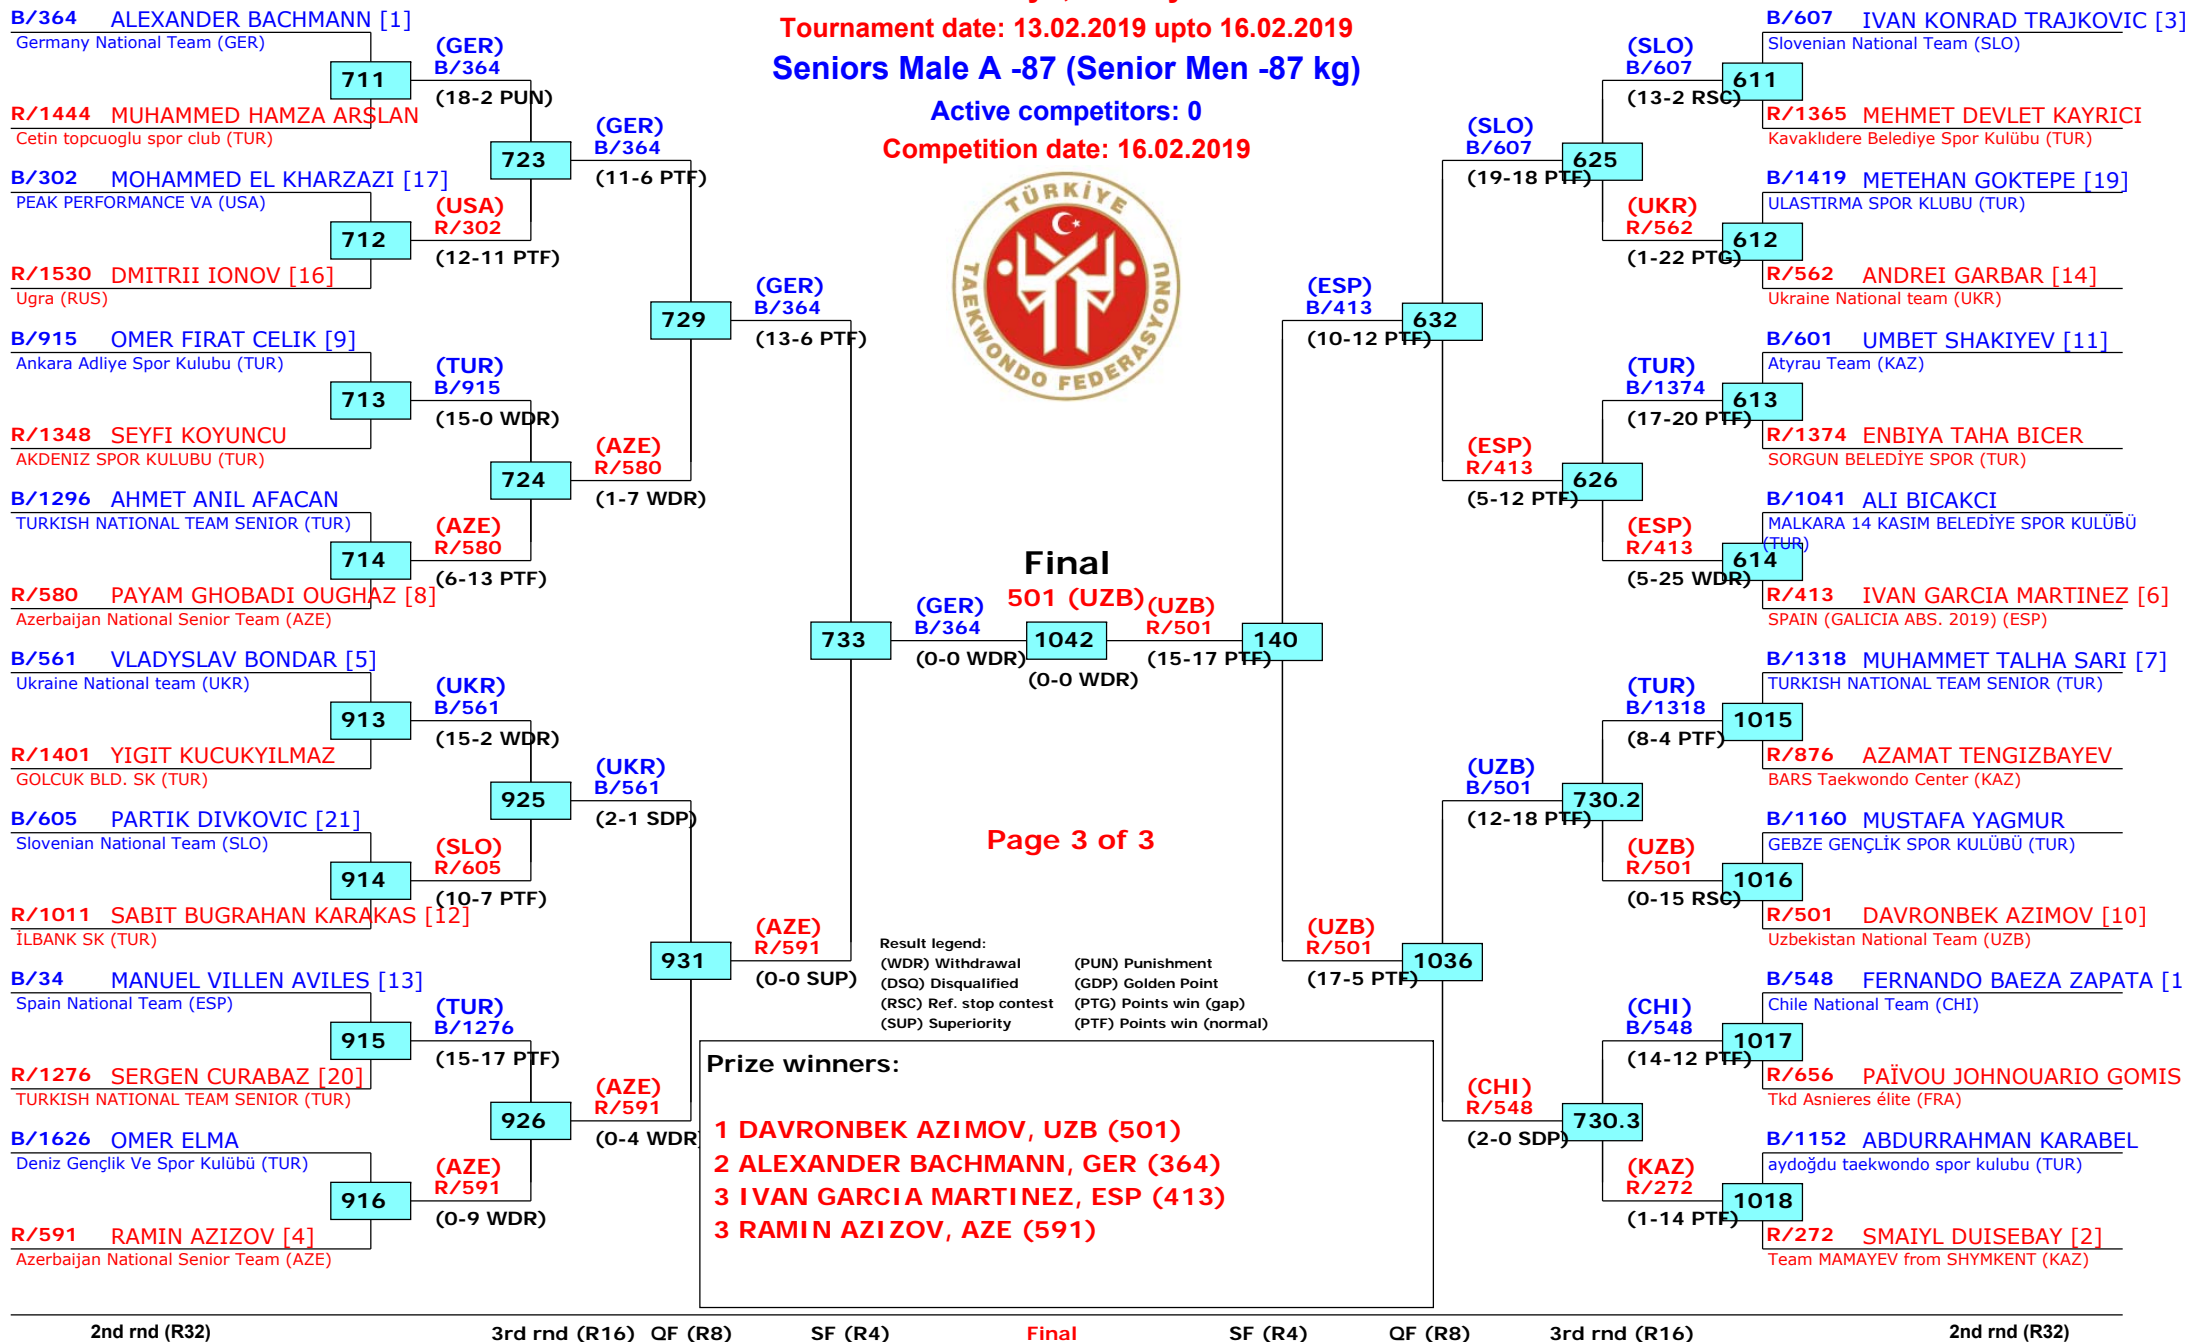 Tournament date: 13.02.2019 upto 16.02.2019
Seniors Male A -87 (Senior Men -87 kg)
Active competitors: 0
Competition date: 16.02.2019
TÜRKİYE
TAEKWONDO FEDERASYONU
B/364 ALEXANDER BACHMANN [1]
Germany National Team (GER)
711
R/1444 MUHAMMED HAMZA ARSLAN
Cetin topcuoglu spor club (TUR)
B/302 MOHAMMED EL KHARZAZI [17]
PEAK PERFORMANCE VA (USA)
712
R/1530 DMITRII IONOV [16]
Ugra (RUS)
B/915 OMER FIRAT CELIK [9]
Ankara Adliye Spor Kulubu (TUR)
713
R/1348 SEYFI KOYUNCU
AKDENIZ SPOR KULUBU (TUR)
B/1296 AHMET ANIL AFACAN
TURKISH NATIONAL TEAM SENIOR (TUR)
714
R/580 PAYAM GHOBADI OUGHAZ [8]
Azerbaijan National Senior Team (AZE)
B/561 VLADYSLAV BONDAR [5]
Ukraine National team (UKR)
913
R/1401 YIGIT KUCUKYILMAZ
GOLCUK BLD. SK (TUR)
B/605 PARTIK DIVKOVIC [21]
Slovenian National Team (SLO)
914
R/1011 SABIT BUGRAHAN KARAKAS [12]
İLBANK SK (TUR)
B/34 MANUEL VILLEN AVILES [13]
Spain National Team (ESP)
915
R/1276 SERGEN CURABAZ [20]
TURKISH NATIONAL TEAM SENIOR (TUR)
B/1626 OMER ELMA
Deniz Gençlik Ve Spor Kulübü (TUR)
916
R/591 RAMIN AZIZOV [4]
Azerbaijan National Senior Team (AZE)
(GER)
B/364
(18-2 PUN)
723
(USA)
R/302
(12-11 PTF)
(TUR)
B/915
(15-0 WDR)
724
(AZE)
R/580
(6-13 PTF)
(UKR)
B/561
(15-2 WDR)
925
(SLO)
R/605
(10-7 PTF)
(TUR)
B/1276
(15-17 PTF)
926
(AZE)
R/591
(0-9 WDR)
(GER)
B/364
(11-6 PTF)
729
(AZE)
R/580
(1-7 WDR)
(UKR)
B/561
(2-1 SDP)
931
(AZE)
R/591
(0-4 WDR)
(GER)
B/364
(13-6 PTF)
733
(AZE)
R/591
(0-0 SUP)
(GER)
B/364
(0-0 WDR)
Final
501 (UZB)
1042
(0-0 WDR)
(UZB)
R/501
(15-17 PTF)
140
Page 3 of 3
(ESP)
B/413
(10-12 PTF)
632
(UZB)
R/501
(17-5 PTF)
1036
(SLO)
B/607
(19-18 PTF)
625
(ESP)
R/413
(5-12 PTF)
626
(UZB)
B/501
(12-18 PTF)
730.2
(CHI)
R/548
(2-0 SDP)
730.3
(SLO)
B/607
(13-2 RSC)
611
(UKR)
R/562
(1-22 PTG)
612
(TUR)
B/1374
(17-20 PTF)
613
(ESP)
R/413
(5-25 WDR)
614
(TUR)
B/1318
(8-4 PTF)
1015
(UZB)
R/501
(0-15 RSC)
1016
(CHI)
B/548
(14-12 PTF)
1017
(KAZ)
R/272
(1-14 PTF)
1018
B/607 IVAN KONRAD TRAJKOVIC [3]
Slovenian National Team (SLO)
R/1365 MEHMET DEVLET KAYRICI
Kavaklıdere Belediye Spor Kulübu (TUR)
B/1419 METEHAN GOKTEPE [19]
ULASTIRMA SPOR KLUBU (TUR)
R/562 ANDREI GARBAR [14]
Ukraine National team (UKR)
B/601 UMBET SHAKIYEV [11]
Atyrau Team (KAZ)
R/1374 ENBIYA TAHA BICER
SORGUN BELEDİYE SPOR (TUR)
B/1041 ALI BICAKCI
MALKARA 14 KASIM BELEDİYE SPOR KULÜBÜ
(TUR)
R/413 IVAN GARCIA MARTINEZ [6]
SPAIN (GALICIA ABS. 2019) (ESP)
B/1318 MUHAMMET TALHA SARI [7]
TURKISH NATIONAL TEAM SENIOR (TUR)
R/876 AZAMAT TENGIZBAYEV
BARS Taekwondo Center (KAZ)
B/1160 MUSTAFA YAGMUR
GEBZE GENÇLİK SPOR KULÜBÜ (TUR)
R/501 DAVRONBEK AZIMOV [10]
Uzbekistan National Team (UZB)
B/548 FERNANDO BAEZA ZAPATA [1
Chile National Team (CHI)
R/656 PAÏVOU JOHNOUARIO GOMIS
Tkd Asnieres élite (FRA)
B/1152 ABDURRAHMAN KARABEL
aydoğdu taekwondo spor kulubu (TUR)
R/272 SMAIYL DUISEBAY [2]
Team MAMAYEV from SHYMKENT (KAZ)
Result legend:
(WDR) Withdrawal (PUN) Punishment
(DSQ) Disqualified (GDP) Golden Point
(RSC) Ref. stop contest (PTG) Points win (gap)
(SUP) Superiority (PTF) Points win (normal)
Prize winners:
1 DAVRONBEK AZIMOV, UZB (501)
2 ALEXANDER BACHMANN, GER (364)
3 IVAN GARCIA MARTINEZ, ESP (413)
3 RAMIN AZIZOV, AZE (591)
2nd rnd (R32) 3rd rnd (R16) QF (R8) SF (R4) Final SF (R4) QF (R8) 3rd rnd (R16) 2nd rnd (R32)